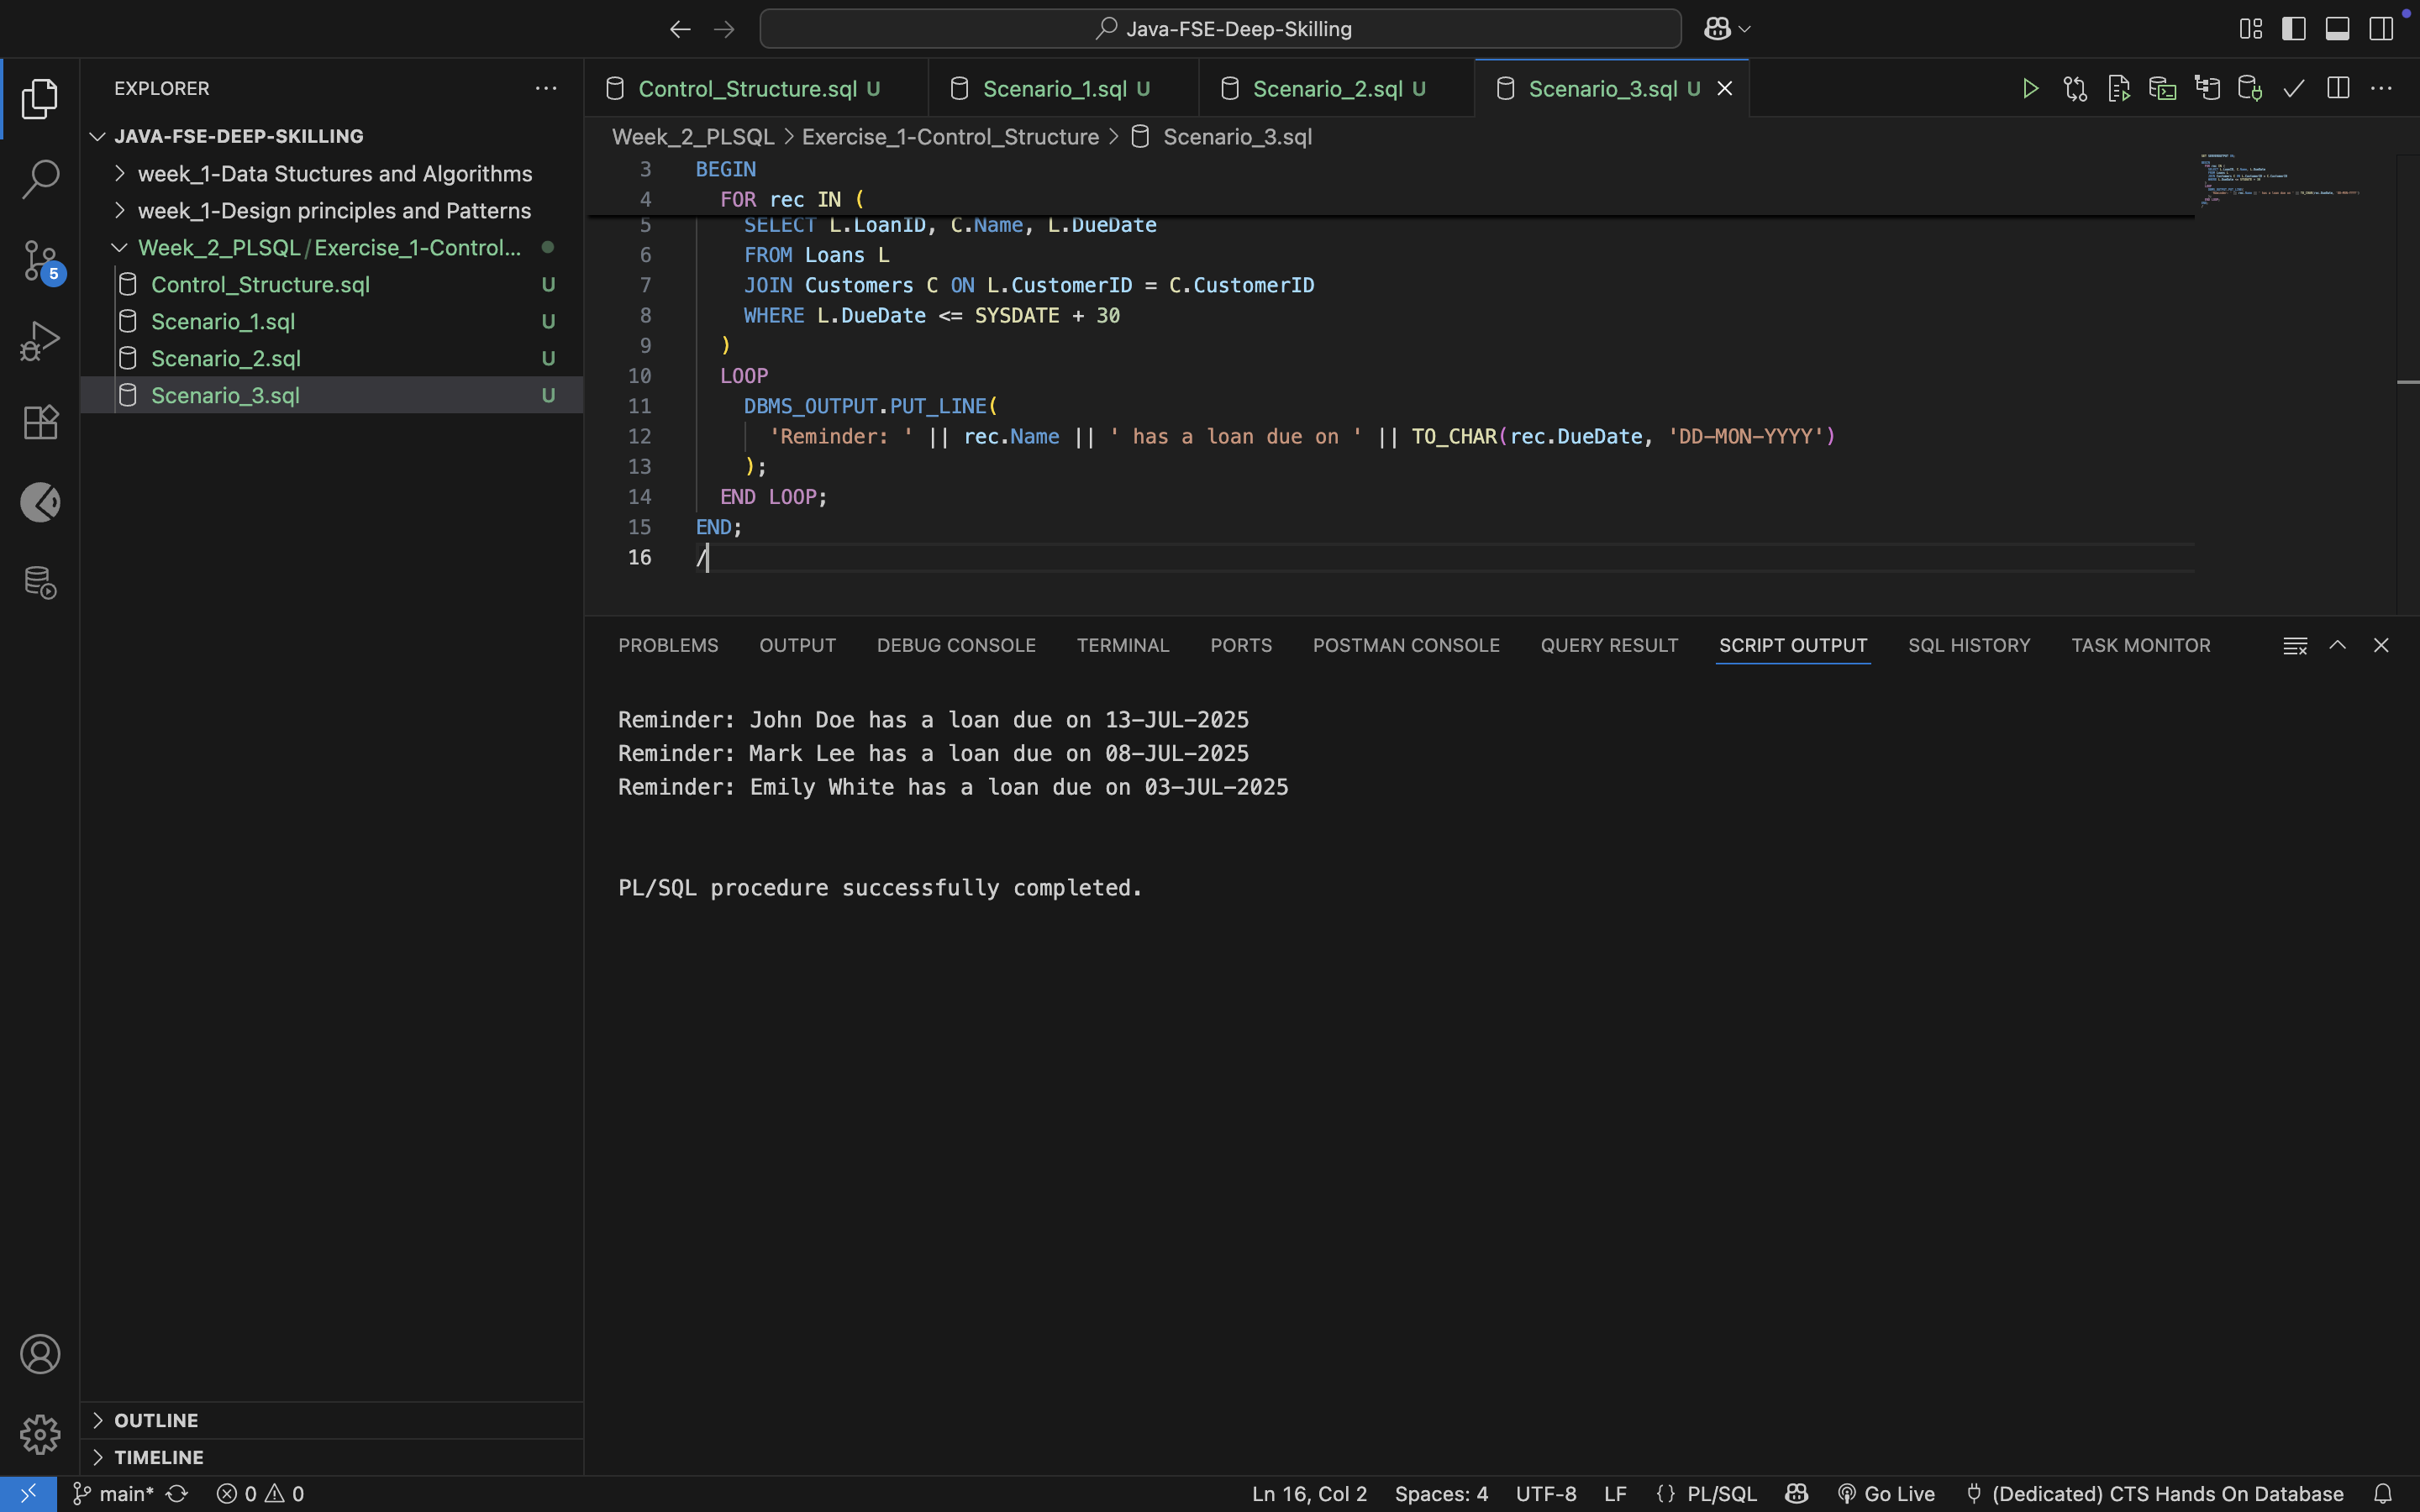 Java-FSE-Deep-Skilling
EXPLORER
JAVA-FSE-DEEP-SKILLING
week_1-Data Stuctures and Algorithms
week_1-Design principles and Patterns
Week_2_PLSQL/Exercise_1-Control...
Control_Structure.sql U
Scenario_1.sql U
Scenario_2.sql U
Scenario_3.sql U
5
OUTLINE
TIMELINE
Control_Structure.sql U
Scenario_1.sql U
Scenario_2.sql U
Scenario_3.sql U
Week_2_PLSQL > Exercise_1-Control_Structure > Scenario_3.sql
3 BEGIN
4 FOR rec IN (
5 SELECT L.LoanID, C.Name, L.DueDate
6 FROM Loans L
7 JOIN Customers C ON L.CustomerID = C.CustomerID
8 WHERE L.DueDate <= SYSDATE + 30
9 )
10 LOOP
11 DBMS_OUTPUT.PUT_LINE(
12 'Reminder: ' || rec.Name || ' has a loan due on ' || TO_CHAR(rec.DueDate, 'DD-MON-YYYY')
13 );
14 END LOOP;
15 END;
16 /
PROBLEMS OUTPUT DEBUG CONSOLE TERMINAL PORTS POSTMAN CONSOLE QUERY RESULT SCRIPT OUTPUT SQL HISTORY TASK MONITOR
Reminder: John Doe has a loan due on 13-JUL-2025
Reminder: Mark Lee has a loan due on 08-JUL-2025
Reminder: Emily White has a loan due on 03-JUL-2025
PL/SQL procedure successfully completed.
main* 0 0 Ln 16, Col 2 Spaces: 4 UTF-8 LF {} PL/SQL Go Live (Dedicated) CTS Hands On Database